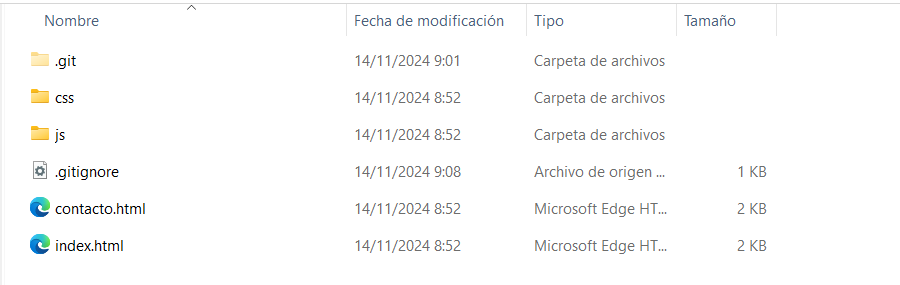 Nombre Fecha de modificación Tipo Tamaño
.git 14/11/2024 9:01 Carpeta de archivos
css 14/11/2024 8:52 Carpeta de archivos
js 14/11/2024 8:52 Carpeta de archivos
.gitignore 14/11/2024 9:08 Archivo de origen ... 1 KB
contacto.html 14/11/2024 8:52 Microsoft Edge HT... 2 KB
index.html 14/11/2024 8:52 Microsoft Edge HT... 2 KB